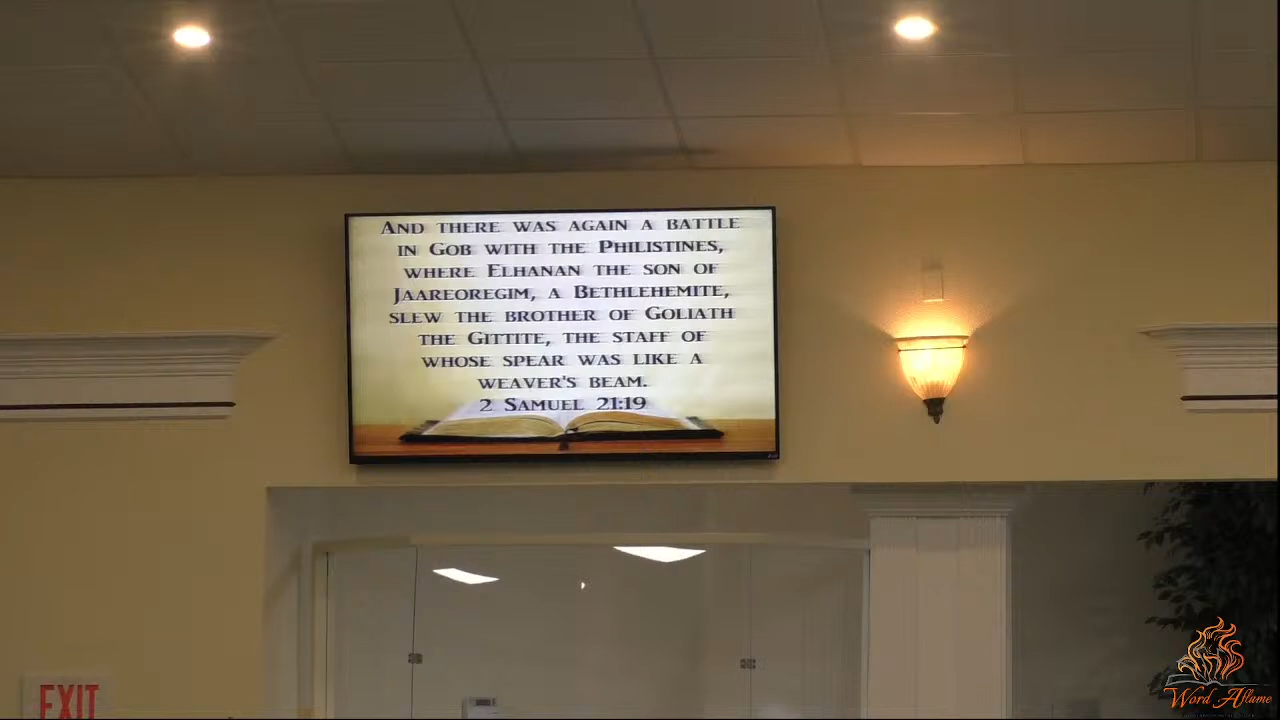 And there was again a battle
in Gob with the Philistines,
where Elhanan the son of
Jaareoregim, a Bethlehemite,
slew the brother of Goliath
the Gittite, the staff of
whose spear was like a
weaver's beam.
2 Samuel 21:19
EXIT
Word Aflame